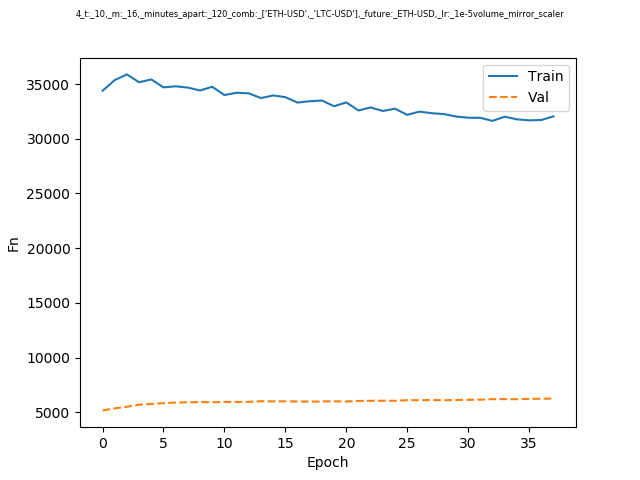 4_t:_10,_m:_16,_minutes_apart:_120_comb:_['ETH-USD',_'LTC-USD'],_future:_ETH-USD,_lr:_1e-5volume_mirror_scaler
Train
Val
35000
30000
25000
20000
15000
10000
5000
Fn
0 5 10 15 20 25 30 35
Epoch